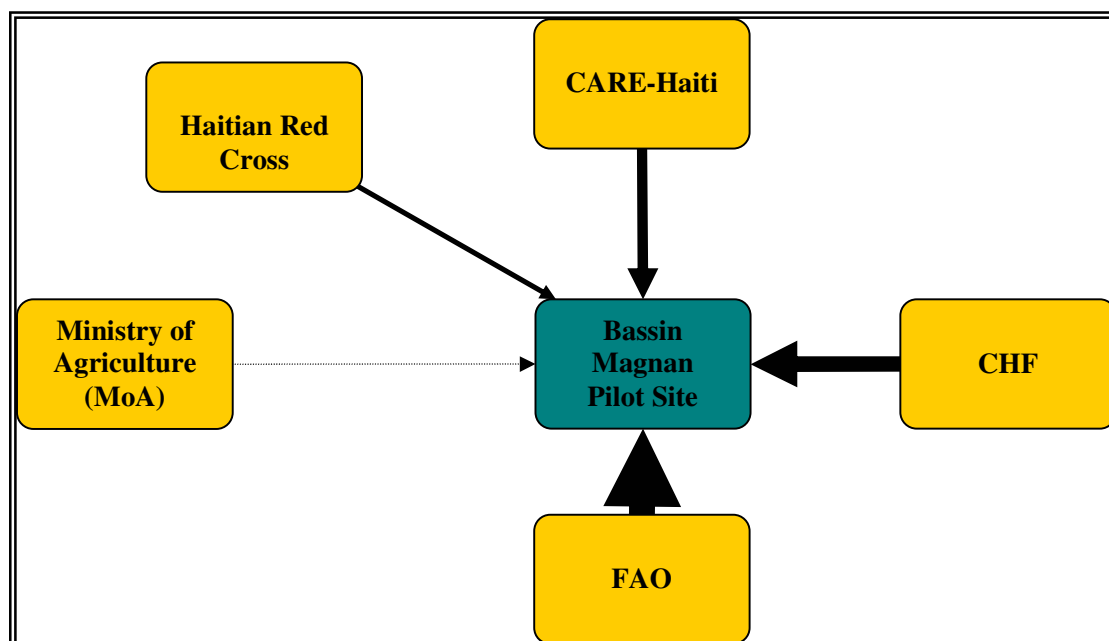 CARE-Haiti
Haitian Red
Cross
Ministry of
Agriculture
(MoA)
Bassin
Magnan
Pilot Site
CHF
FAO